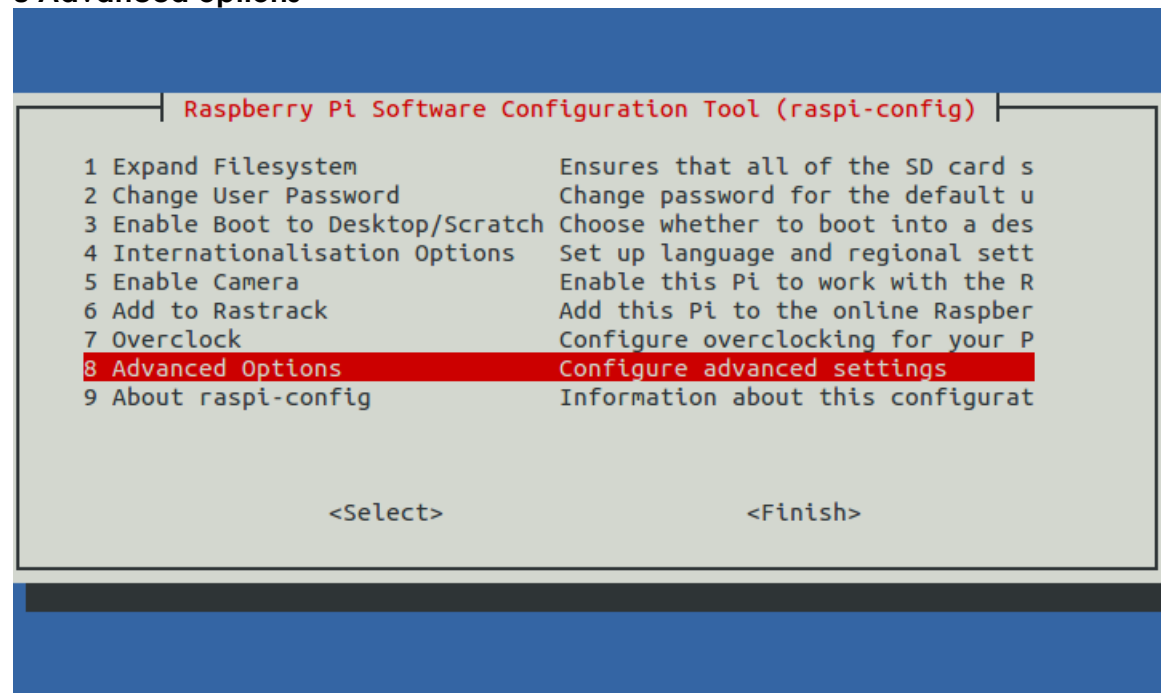 Raspberry Pi Software Configuration Tool (raspi-config)
1 Expand Filesystem Ensures that all of the SD card s
2 Change User Password Change password for the default u
3 Enable Boot to Desktop/Scratch Choose whether to boot into a des
4 Internationalisation Options Set up language and regional sett
5 Enable Camera Enable this Pi to work with the R
6 Add to Rastrack Add this Pi to the online Raspber
7 Overclock Configure overclocking for your P
8 Advanced Options Configure advanced settings
9 About raspi-config Information about this configurat
<Select> <Finish>